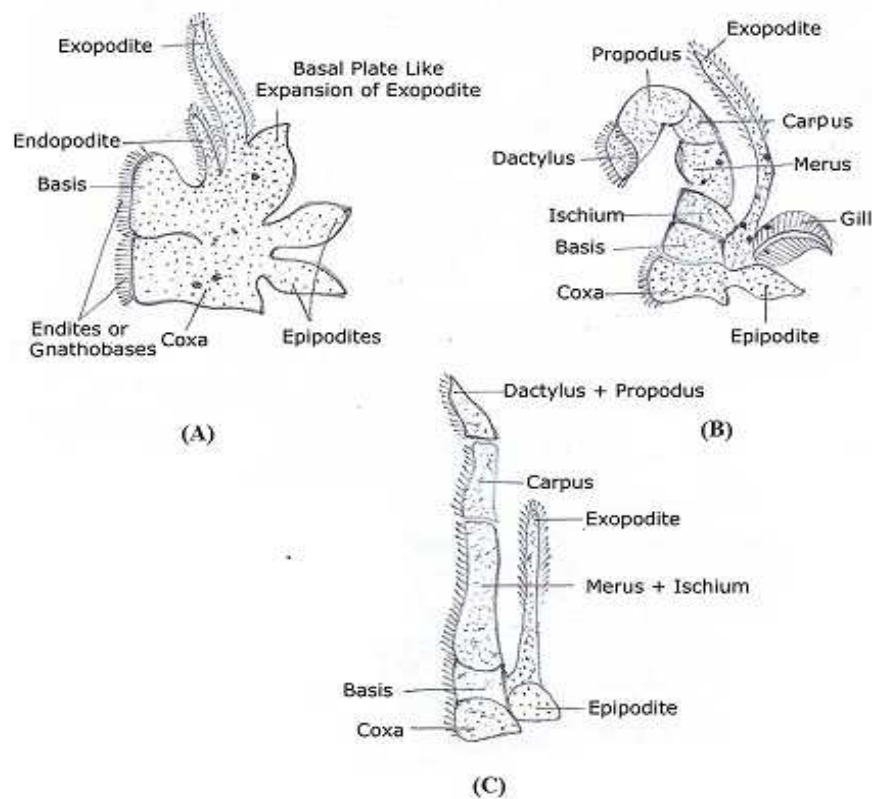 Exopodite
Basal Plate Like
Expansion of Exopodite
Endopodite
Basis
Endites or
Gnathobases
Coxa
Epipodites
(A)
Exopodite
Propodus
Carpus
Dactylus
Merus
Ischium
Gill
Basis
Coxa
Epipodite
(B)
Dactylus + Propodus
Carpus
Exopodite
Merus + Ischium
Basis
Epipodite
Coxa
(C)